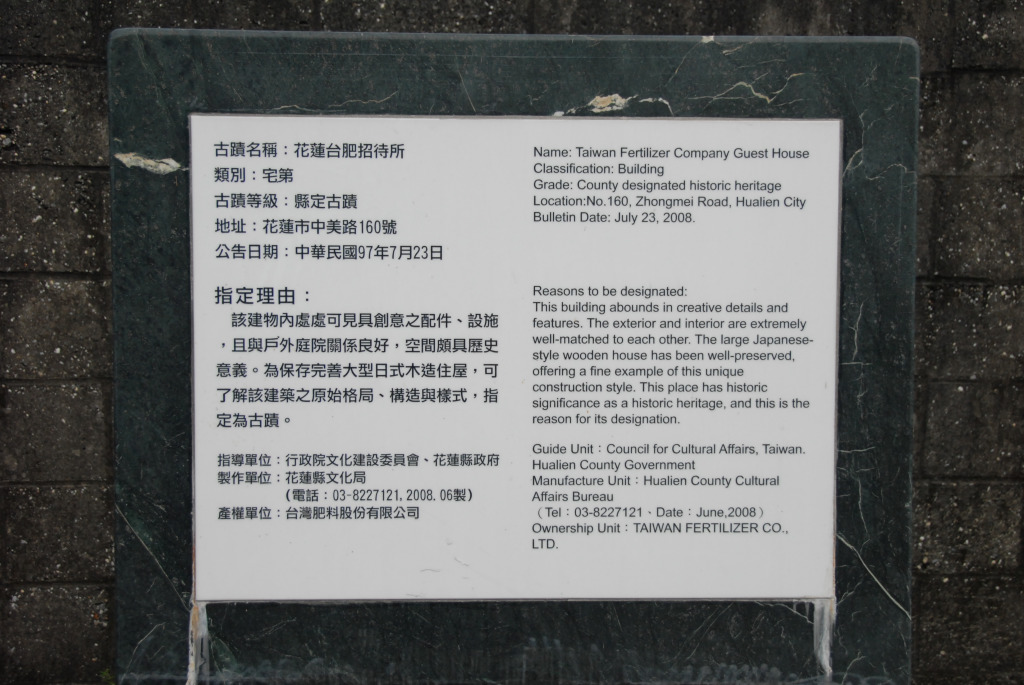 古蹟名稱：花蓮台肥招待所
類別：宅第
古蹟等級：縣定古蹟
地址：花蓮市中美路160號
公告日期：中華民國97年7月23日
指定理由：
該建物內處處可見具創意之配件、設施
，且與戶外庭院關係良好，空間頗具歷史
意義。為保存完善大型日式木造住屋，可
了解該建築之原始格局、構造與樣式，指
定為古蹟。
指導單位：行政院文化建設委員會、花蓮縣政府
製作單位：花蓮縣文化局
(電話：03-8227121, 2008.06製)
產權單位：台灣肥料股份有限公司
Name: Taiwan Fertilizer Company Guest House
Classification: Building
Grade: County designated historic heritage
Location:No.160, Zhongmei Road, Hualien City
Bulletin Date: July 23, 2008.
Reasons to be designated:
This building abounds in creative details and
features. The exterior and interior are extremely
well-matched to each other. The large Japanese-
style wooden house has been well-preserved,
offering a fine example of this unique
construction style. This place has historic
significance as a historic heritage, and this is the
reason for its designation.
Guide Unit：Council for Cultural Affairs, Taiwan.
Hualien County Government
Manufacture Unit：Hualien County Cultural
Affairs Bureau
（Tel：03-8227121、Date：June,2008）
Ownership Unit：TAIWAN FERTILIZER CO.,
LTD.